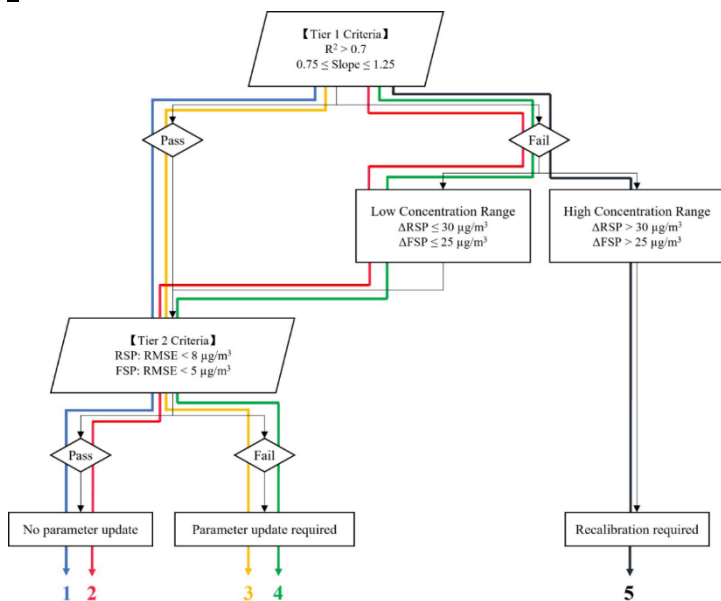 【Tier 1 Criteria】
R² > 0.7
0.75 ≤ Slope ≤ 1.25
Pass
Fail
Low Concentration Range
ΔRSP ≤ 30 µg/m³
ΔFSP ≤ 25 µg/m³
High Concentration Range
ΔRSP > 30 µg/m³
ΔFSP > 25 µg/m³
【Tier 2 Criteria】
RSP: RMSE < 8 µg/m³
FSP: RMSE < 5 µg/m³
Pass
Fail
No parameter update
Parameter update required
Recalibration required
1
2
3
4
5